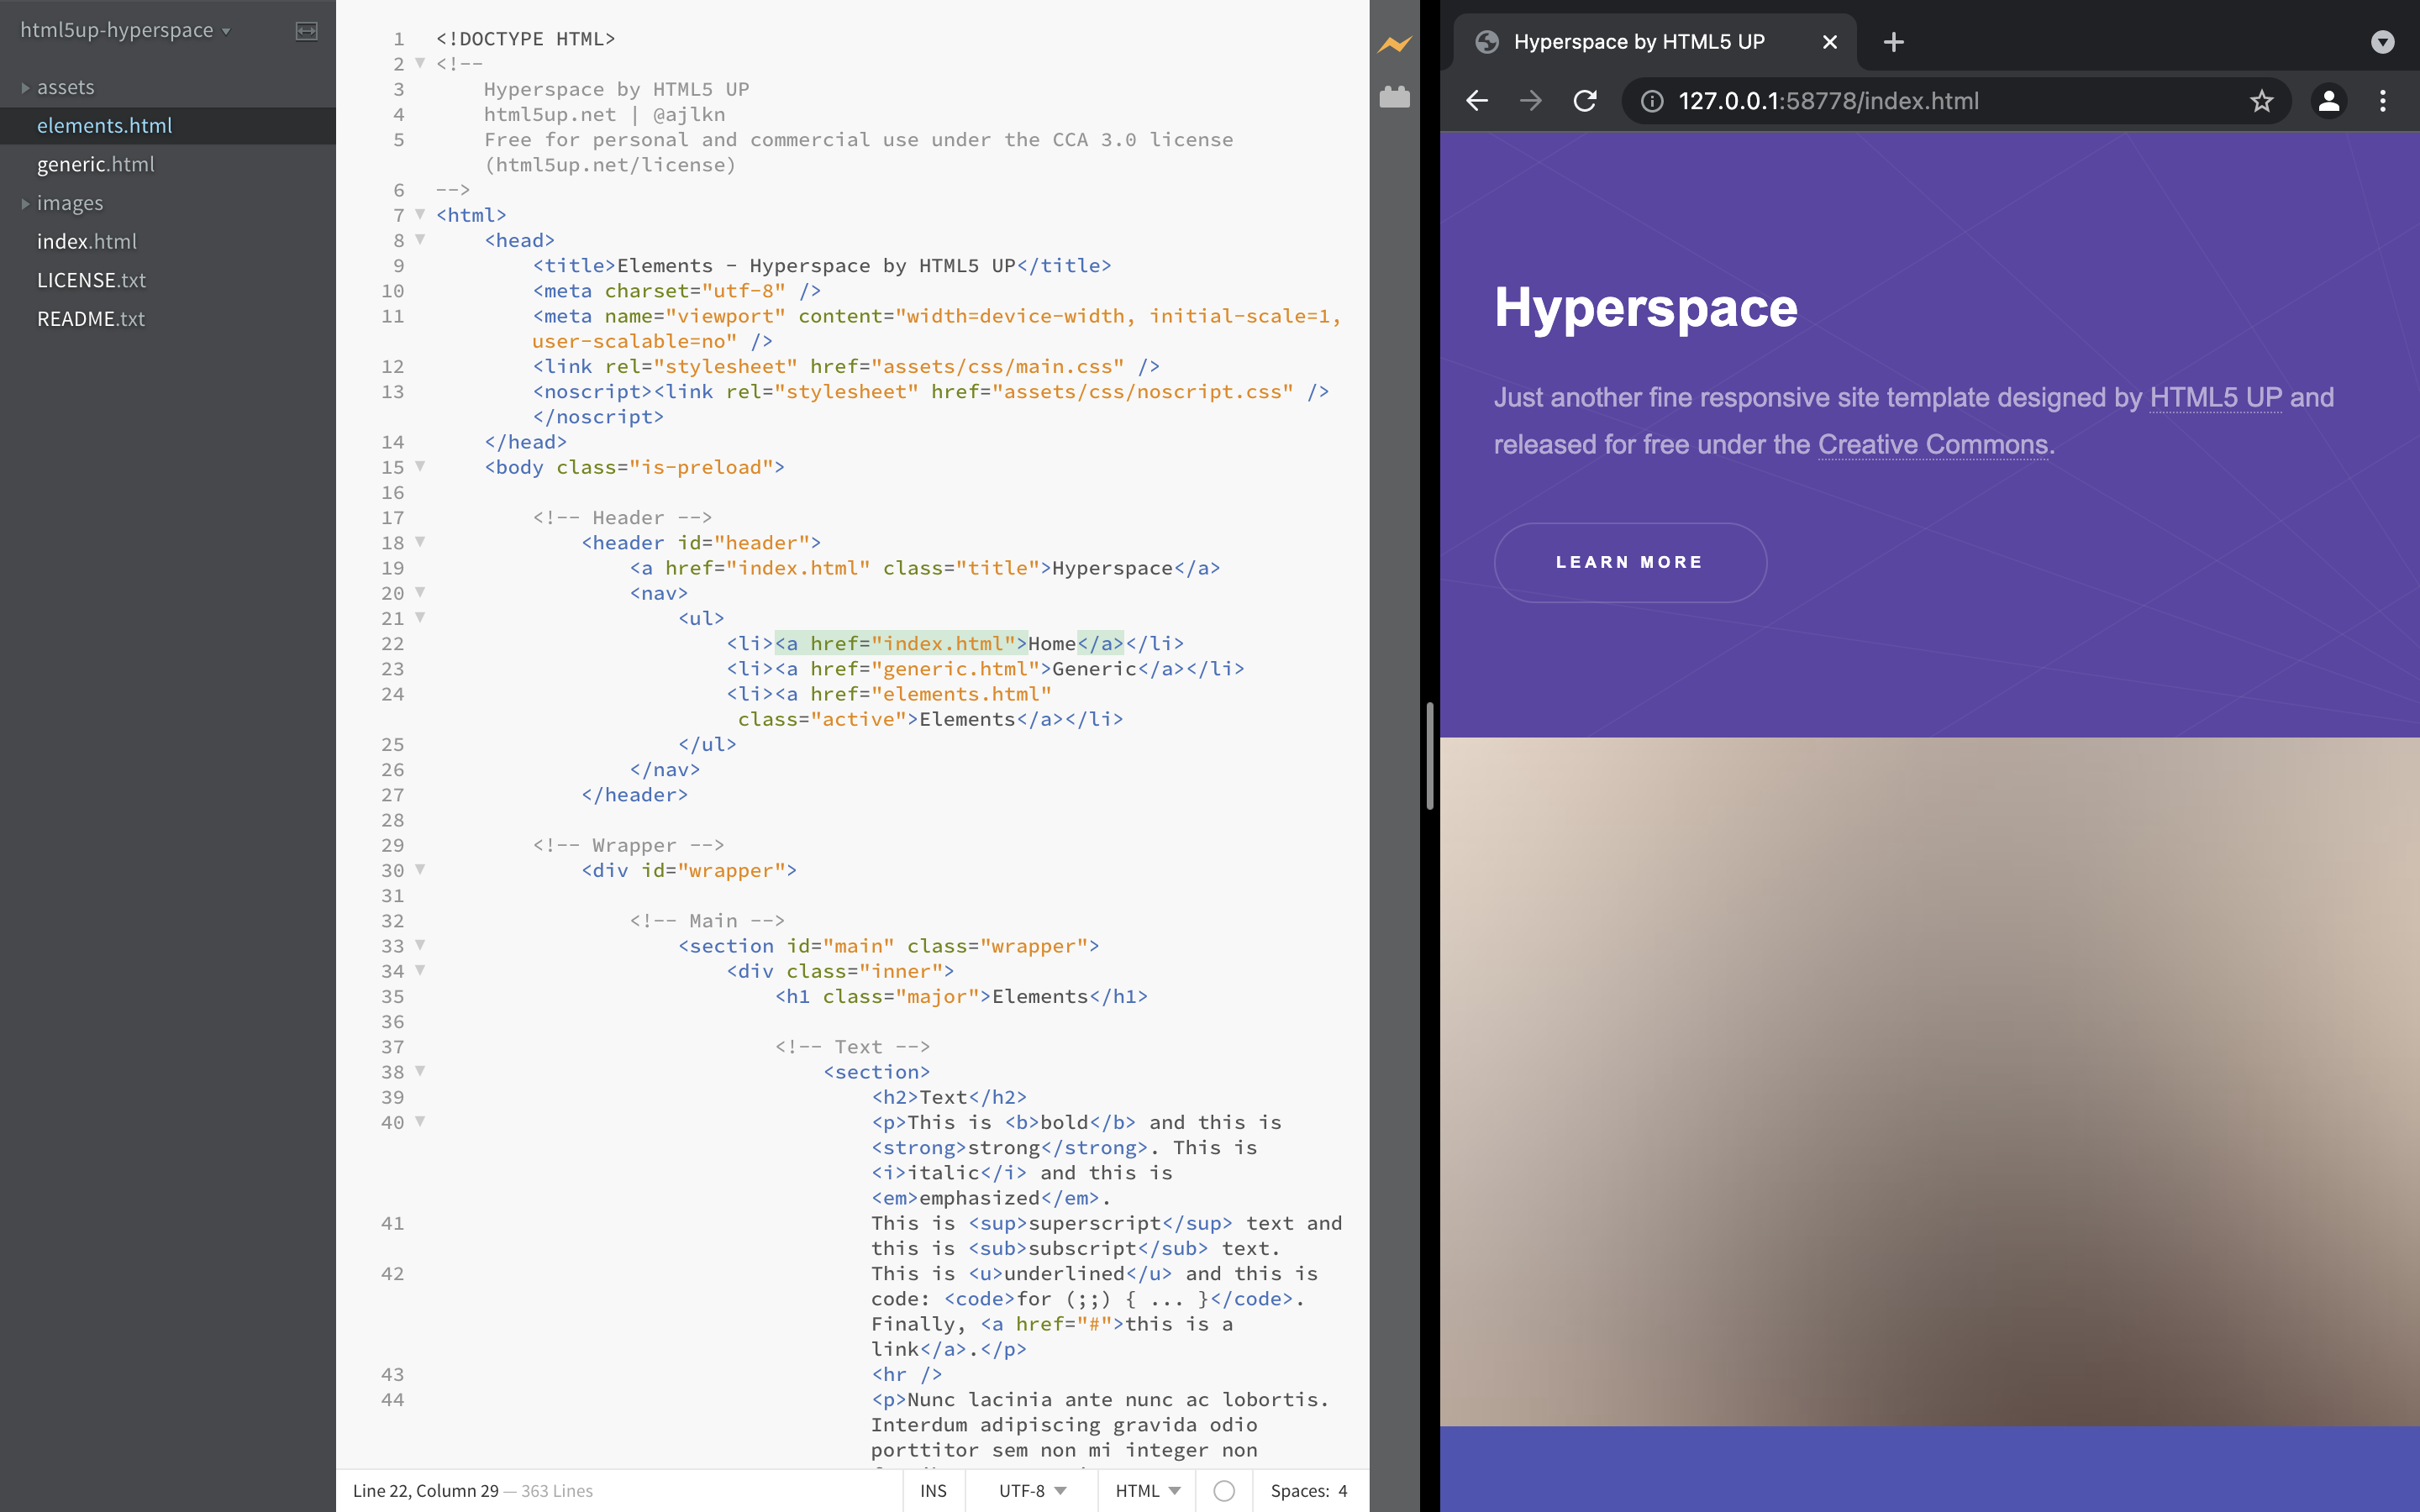 html5up-hyperspace
assets
elements.html
generic.html
images
index.html
LICENSE.txt
README.txt
1 <!DOCTYPE HTML>
2 <!--
3 Hyperspace by HTML5 UP
4 html5up.net | @ajlkn
5 Free for personal and commercial use under the CCA 3.0 license
(html5up.net/license)
6 -->
7 <html>
8 <head>
9 <title>Elements - Hyperspace by HTML5 UP</title>
10 <meta charset="utf-8" />
11 <meta name="viewport" content="width=device-width, initial-scale=1,
user-scalable=no" />
12 <link rel="stylesheet" href="assets/css/main.css" />
13 <noscript><link rel="stylesheet" href="assets/css/noscript.css" />
</noscript>
14 </head>
15 <body class="is-preload">
16
17 <!-- Header -->
18 <header id="header">
19 <a href="index.html" class="title">Hyperspace</a>
20 <nav>
21 <ul>
22 <li><a href="index.html">Home</a></li>
23 <li><a href="generic.html">Generic</a></li>
24 <li><a href="elements.html"
class="active">Elements</a></li>
25 </ul>
26 </nav>
27 </header>
28
29 <!-- Wrapper -->
30 <div id="wrapper">
31
32 <!-- Main -->
33 <section id="main" class="wrapper">
34 <div class="inner">
35 <h1 class="major">Elements</h1>
36
37 <!-- Text -->
38 <section>
39 <h2>Text</h2>
40 <p>This is <b>bold</b> and this is
<strong>strong</strong>. This is
<i>italic</i> and this is
<em>emphasized</em>.
41 This is <sup>superscript</sup> text and
this is <sub>subscript</sub> text.
42 This is <u>underlined</u> and this is
code: <code>for (;;) { ... }</code>.
Finally, <a href="#">this is a
link</a>.</p>
43 <hr />
44 <p>Nunc lacinia ante nunc ac lobortis.
Interdum adipiscing gravida odio
porttitor sem non mi integer non
Line 22, Column 29 — 363 Lines
INS
UTF-8
HTML
Spaces: 4
Hyperspace by HTML5 UP
127.0.0.1:58778/index.html
Hyperspace
Just another fine responsive site template designed by HTML5 UP and
released for free under the Creative Commons.
LEARN MORE